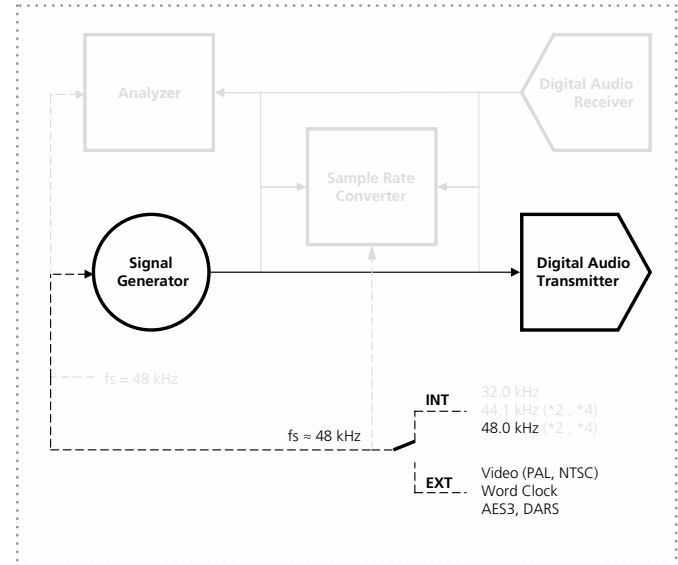 Analyzer
Digital Audio
Receiver
Sample Rate
Converter
Signal
Generator
Digital Audio
Transmitter
fs = 48 kHz
INT
32.0 kHz
44.1 kHz (*2 , *4)
48.0 kHz (*2 , *4)
fs ≈ 48 kHz
EXT
Video (PAL, NTSC)
Word Clock
AES3, DARS